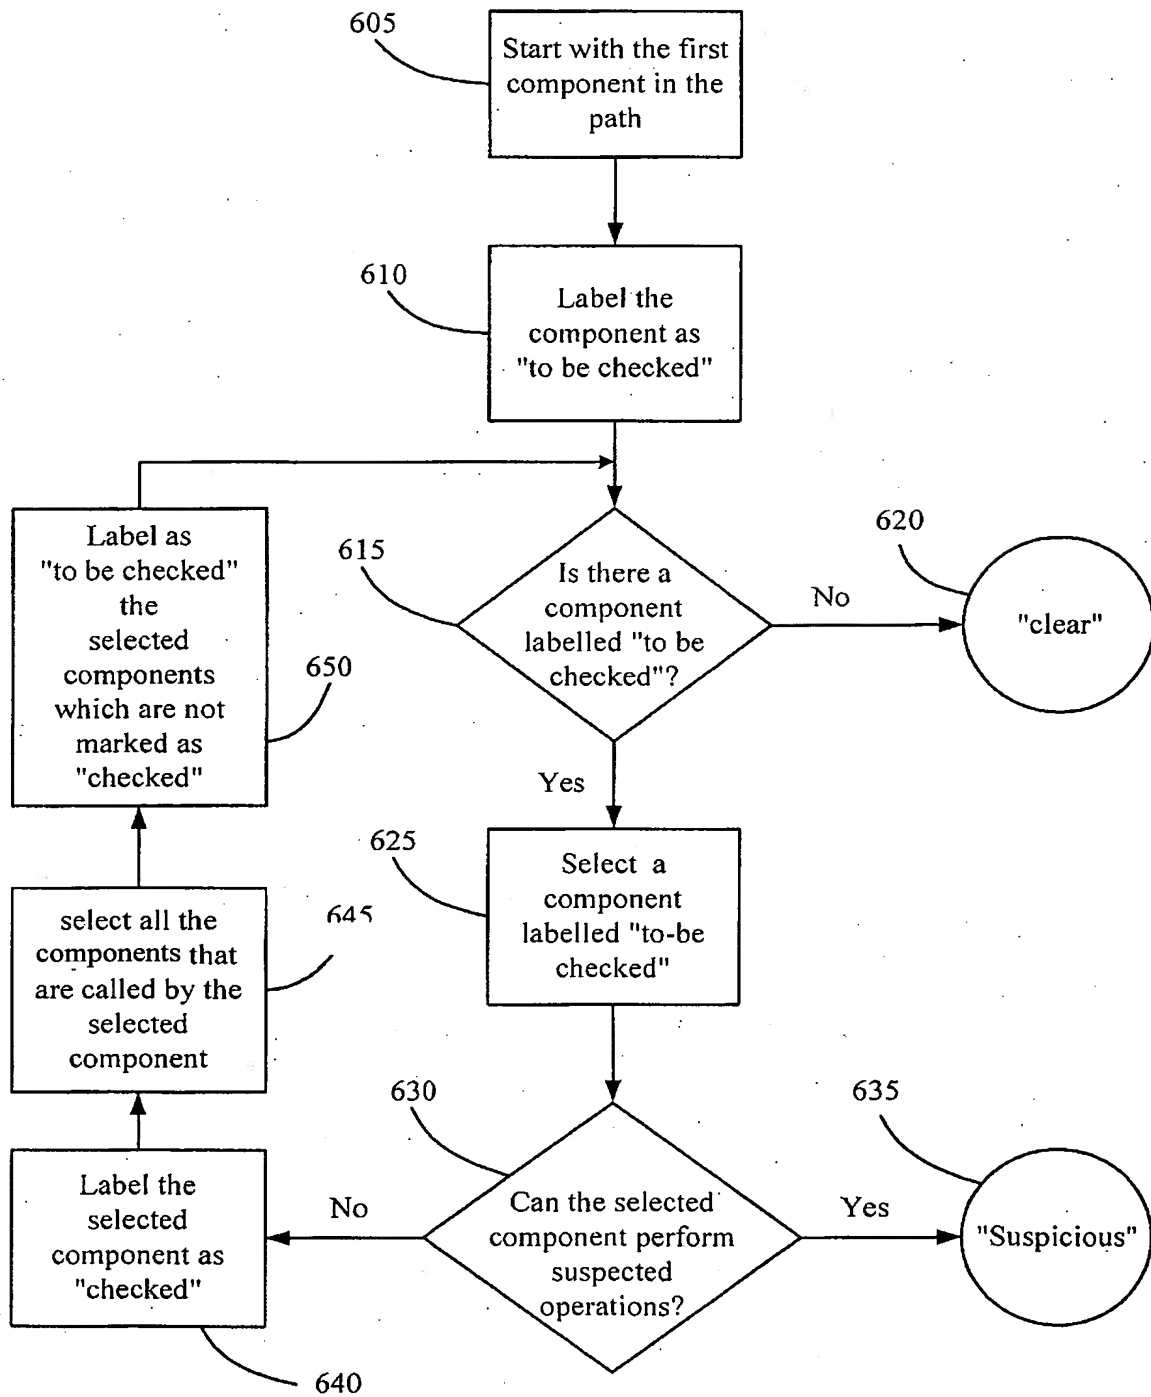 605
Start with the first
component in the
path
610
Label the
component as
"to be checked"
Label as
"to be checked"
the
selected
components
which are not
marked as
"checked"
650
615
Is there a
component
labelled "to be
checked"?
No
620
"clear"
Yes
625
Select a
component
labelled "to-be
checked"
select all the
components that
are called by the
selected
component
645
630
Can the selected
component perform
suspected
operations?
Yes
635
"Suspicious"
No
Label the
selected
component as
"checked"
640